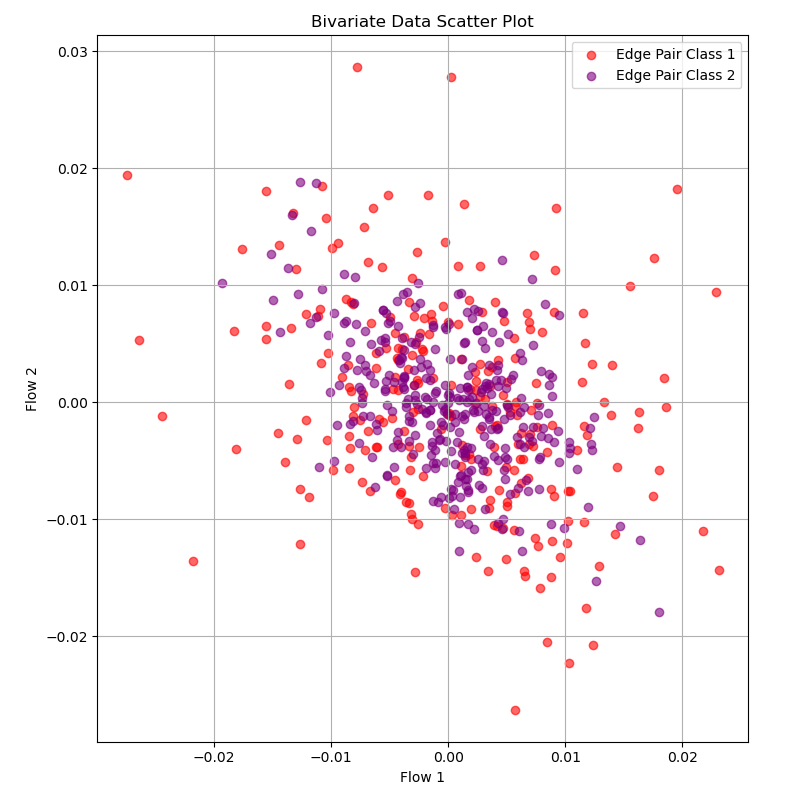 Bivariate Data Scatter Plot
Edge Pair Class 1
Edge Pair Class 2
0.03
0.02
0.01
0.00
−0.01
−0.02
Flow 2
−0.02
−0.01
0.00
0.01
0.02
Flow 1